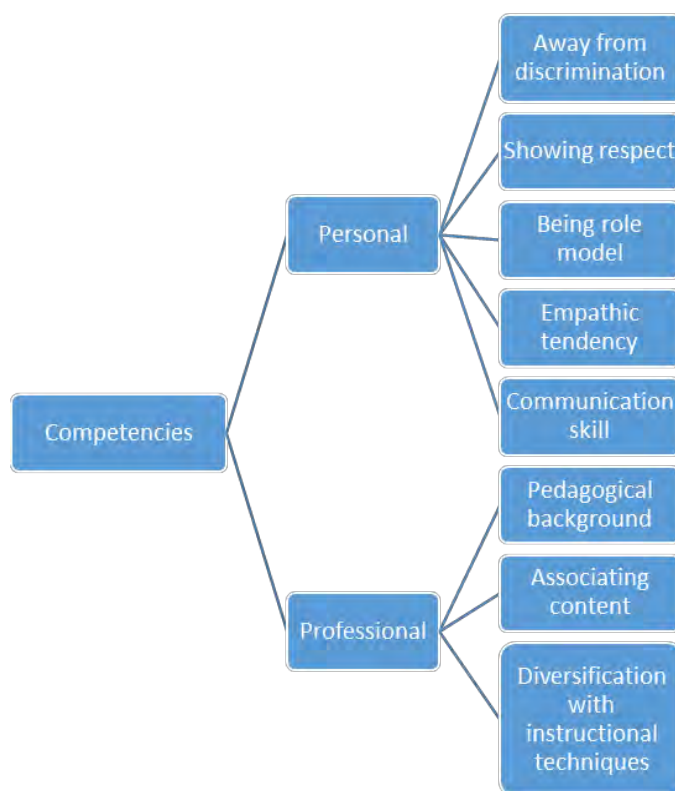 Competencies
Personal
Away from
discrimination
Showing respect
Being role
model
Empathic
tendency
Communication
skill
Professional
Pedagogical
background
Associating
content
Diversification
with
instructional
techniques